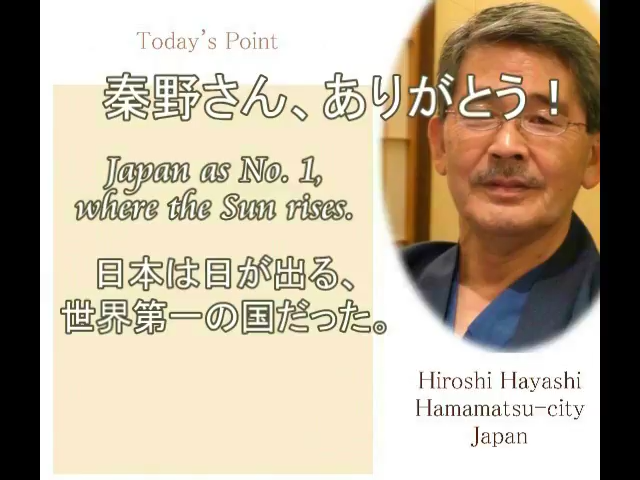 Today's Point
秦野さん、ありがとう！
Japan as No. 1,
where the Sun rises.
日本は日が出る、
世界第一の国だった。
Hiroshi Hayashi
Hamamatsu-city
Japan